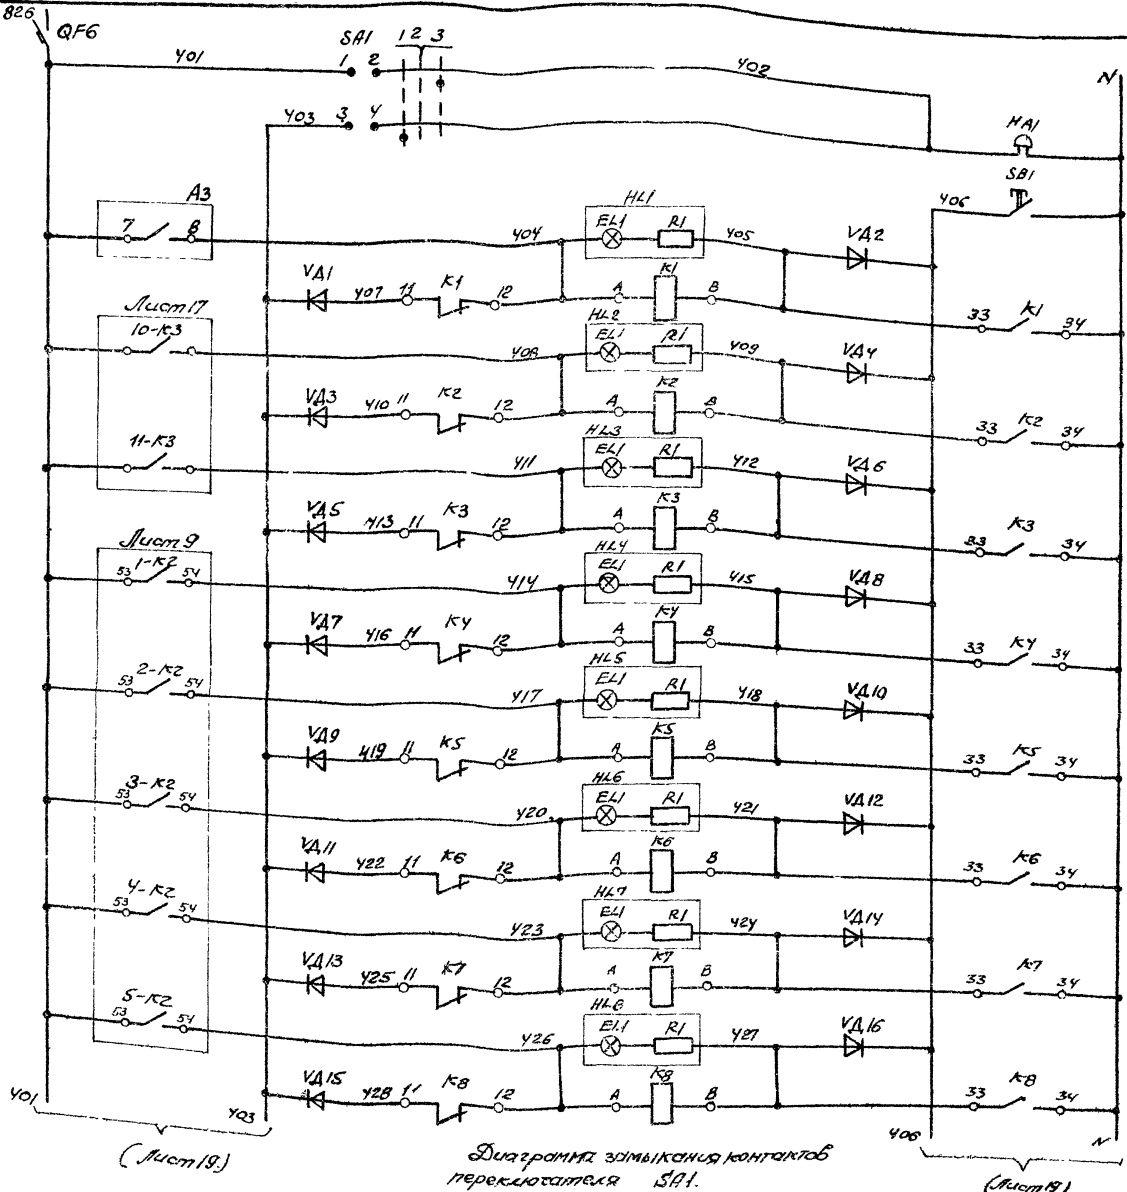 826
QF6
401
SA1
1 2 3
1 2
402
N
403
3 4
HA1
SB1
406
A3
7 8
404
HL1
EL1 R1
405
VД2
VД1
407 11
K1
12
A
K1
B
33
K1
34
Лист 17
10-K3
408
HL2
EL1 R1
409
VД4
VД3
410 11
K2
12
A
K2
B
33
K2
34
11-K3
411
HL3
EL1 R1
412
VД6
VД5
413 11
K3
12
A
K3
B
33
K3
34
Лист 9
1-K2
53 54
414
HL4
EL1 R1
415
VД8
VД7
416 11
K4
12
A
K4
B
33
K4
34
2-K2
53 54
417
HL5
EL1 R1
418
VД10
VД9
419 11
K5
12
A
K5
B
33
K5
34
3-K2
53 54
420
HL6
EL1 R1
421
VД12
VД11
422 11
K6
12
A
K6
B
33
K6
34
4-K2
53 54
423
HL7
EL1 R1
424
VД14
VД13
425 11
K7
12
A
K7
B
33
K7
34
5-K2
53 54
426
HL8
EL1 R1
427
VД16
VД15
428 11
K8
12
A
K8
B
33
K8
34
401
403
406
N
(Лист 19.)
(Лист 19)
Диаграмма замыкания контактов
переключателя SA1.